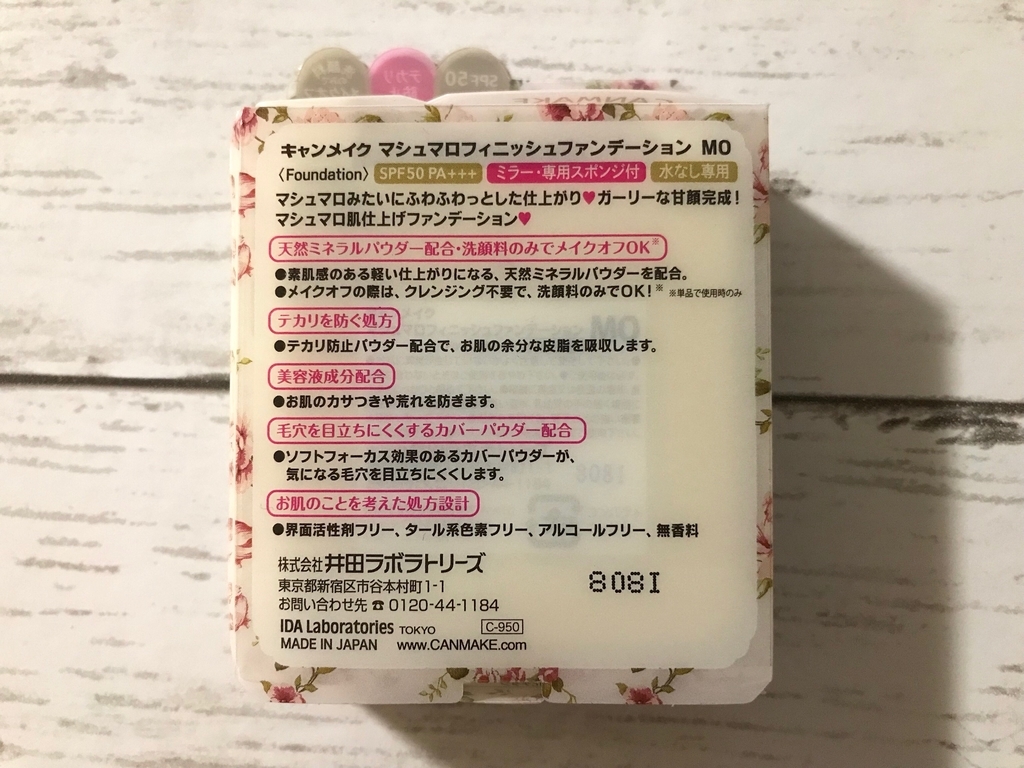 SPF50
テカリ
キャンメイク マシュマロフィニッシュファンデーション MO
〈Foundation〉 SPF50 PA+++ ミラー・専用スポンジ付 水なし専用
マシュマロみたいにふわふわっとした仕上がり♥ガーリーな甘顔完成！
マシュマロ肌仕上げファンデーション♥
天然ミネラルパウダー配合・洗顔料のみでメイクオフOK※
●素肌感のある軽い仕上がりになる、天然ミネラルパウダーを配合。
●メイクオフの際は、クレンジング不要で、洗顔料のみでOK！※ ※単品で使用時のみ
テカリを防ぐ処方
●テカリ防止パウダー配合で、お肌の余分な皮脂を吸収します。
美容液成分配合
●お肌のカサつきや荒れを防ぎます。
毛穴を目立ちにくくするカバーパウダー配合
●ソフトフォーカス効果のあるカバーパウダーが、
気になる毛穴を目立ちにくくします。
お肌のことを考えた処方設計
●界面活性剤フリー、タール系色素フリー、アルコールフリー、無香料
株式会社 井田ラボラトリーズ
東京都新宿区市谷本村町1-1
お問い合わせ先 ☎ 0120-44-1184
IDA Laboratories TOKYO C-950
MADE IN JAPAN www.CANMAKE.com
808I